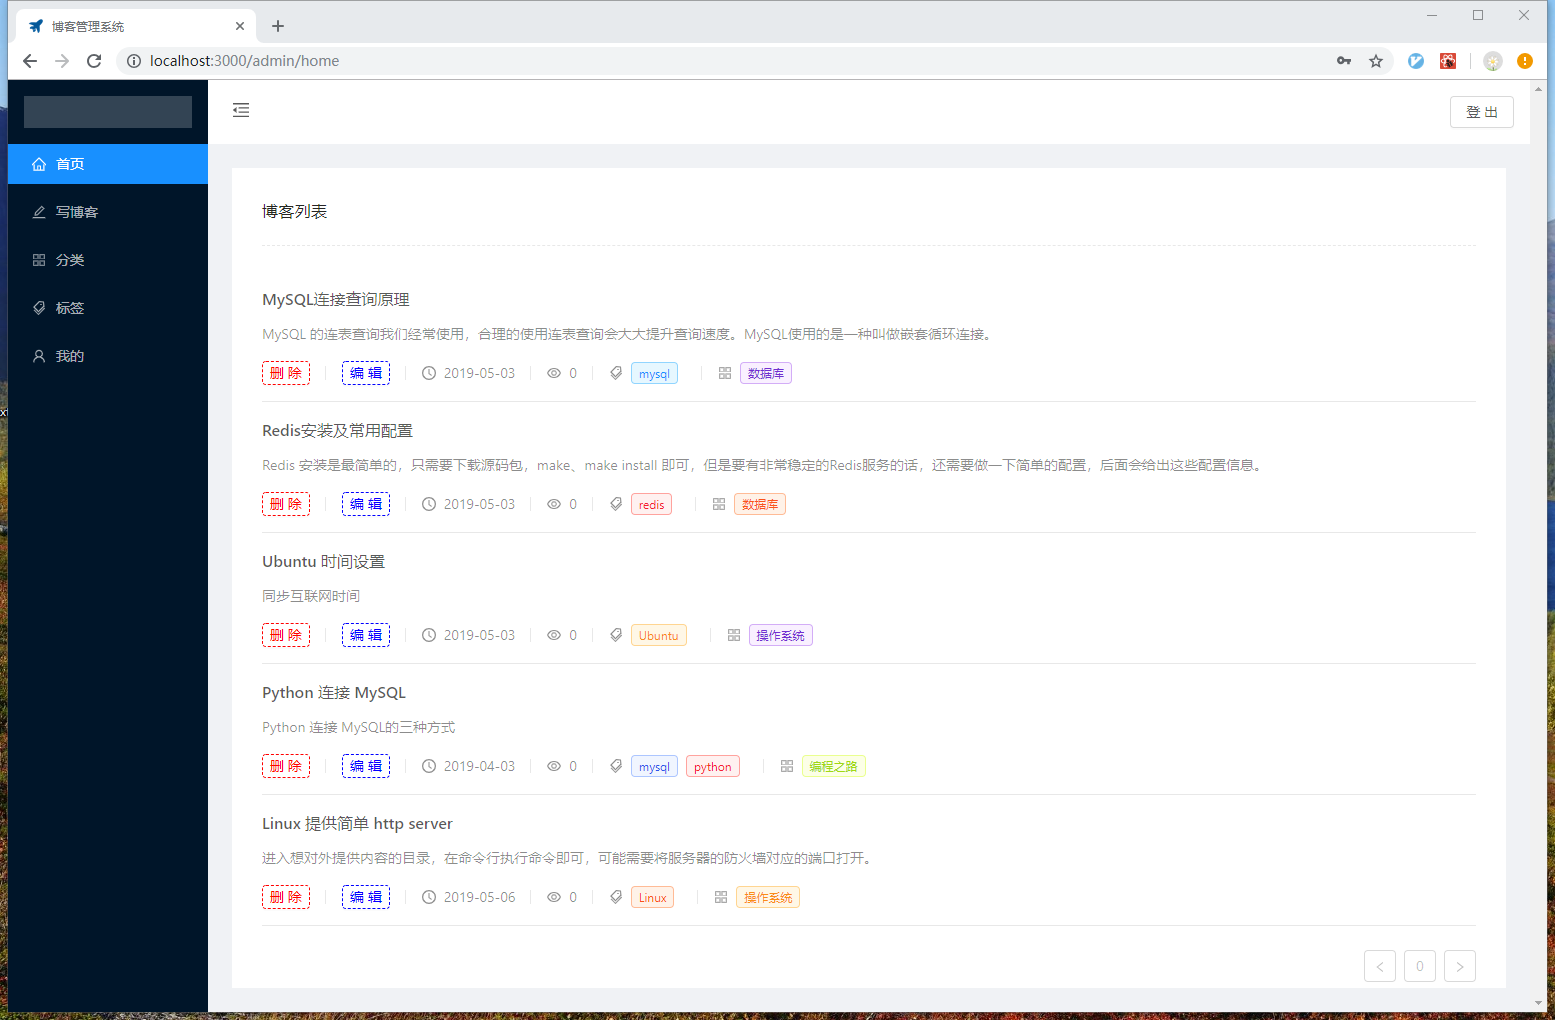 博客管理系统
localhost:3000/admin/home
登 出
首页
写博客
分类
标签
我的
博客列表
MySQL连接查询原理
MySQL 的连表查询我们经常使用，合理的使用连表查询会大大提升查询速度。MySQL使用的是一种叫做嵌套循环连接。
删 除 编 辑 2019-05-03 0 mysql 数据库
Redis安装及常用配置
Redis 安装是最简单的，只需要下载源码包，make、make install 即可，但是要有非常稳定的Redis服务的话，还需要做一下简单的配置，后面会给出这些配置信息。
删 除 编 辑 2019-05-03 0 redis 数据库
Ubuntu 时间设置
同步互联网时间
删 除 编 辑 2019-05-03 0 Ubuntu 操作系统
Python 连接 MySQL
Python 连接 MySQL的三种方式
删 除 编 辑 2019-04-03 0 mysql python 编程之路
Linux 提供简单 http server
进入想对外提供内容的目录，在命令行执行命令即可，可能需要将服务器的防火墙对应的端口打开。
删 除 编 辑 2019-05-06 0 Linux 操作系统
< 0 >